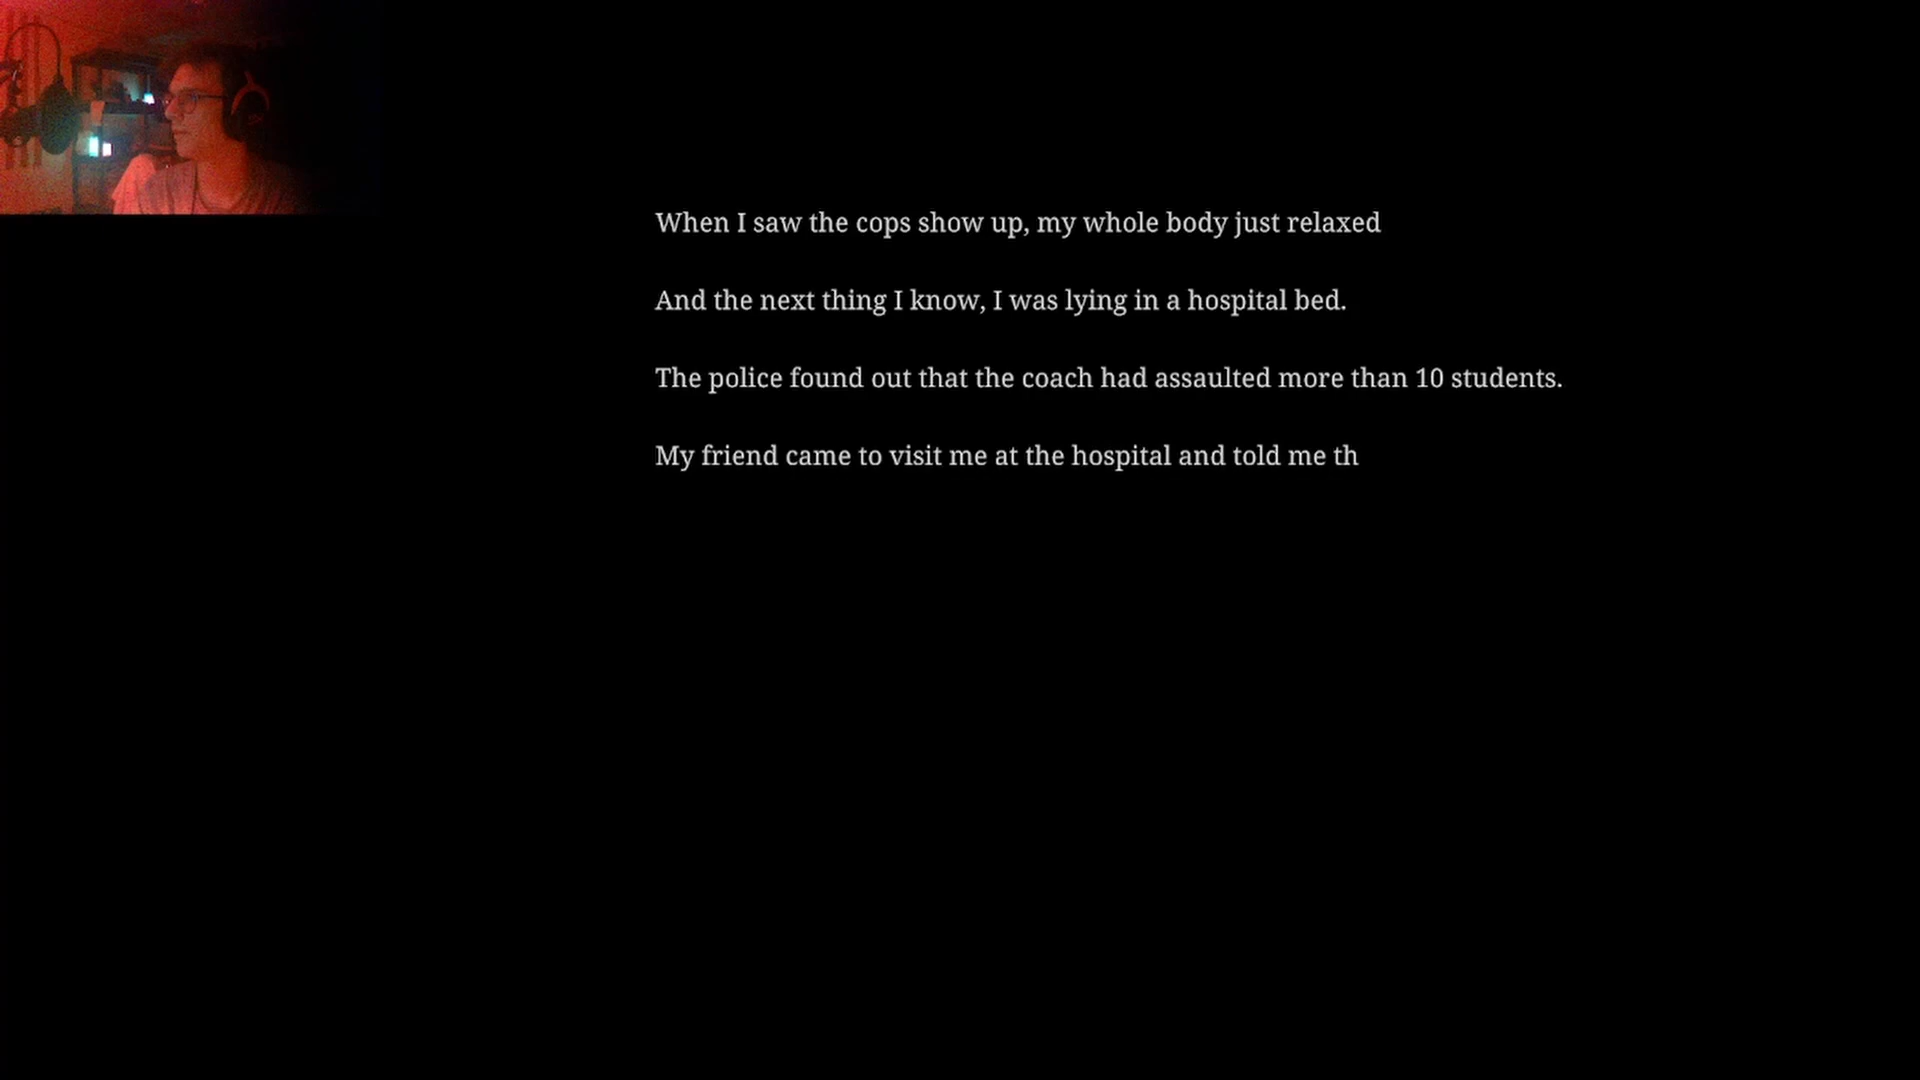 When I saw the cops show up, my whole body just relaxed
And the next thing I know, I was lying in a hospital bed.
The police found out that the coach had assaulted more than 10 students.
My friend came to visit me at the hospital and told me th